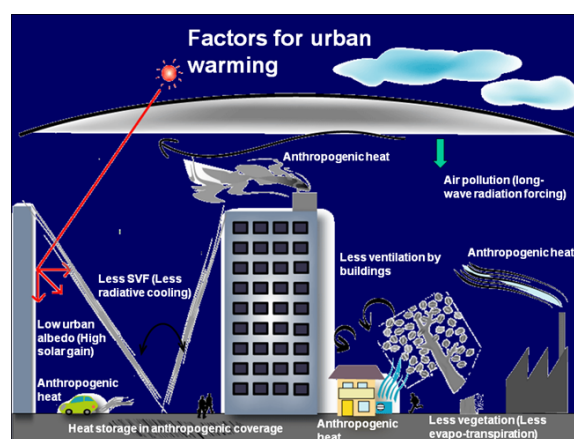 Factors for urban
warming
Anthropogenic heat
Air pollution (long-
wave radiation forcing)
Less ventilation by
buildings
Anthropogenic heat
Less SVF (Less
radiative cooling)
Low urban
albedo (High
solar gain)
Anthropogenic
heat
Heat storage in anthropogenic coverage
Anthropogenic
heat
Less vegetation (Less
evapo-transpiration)